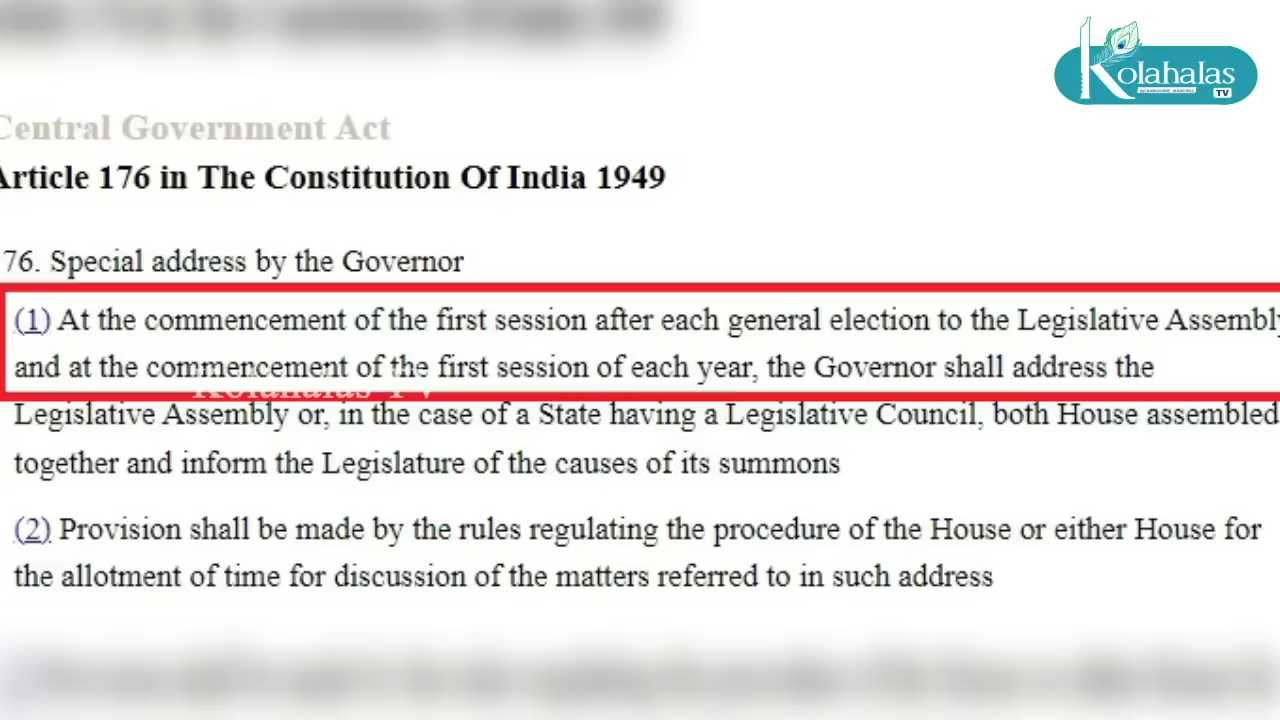 Kolahalas
TV
Central Government Act
Article 176 in The Constitution Of India 1949
76. Special address by the Governor
(1) At the commencement of the first session after each general election to the Legislative Assembly
and at the commencement of the first session of each year, the Governor shall address the
Kolahalas TV
Legislative Assembly or, in the case of a State having a Legislative Council, both House assembled
together and inform the Legislature of the causes of its summons
(2) Provision shall be made by the rules regulating the procedure of the House or either House for
the allotment of time for discussion of the matters referred to in such address